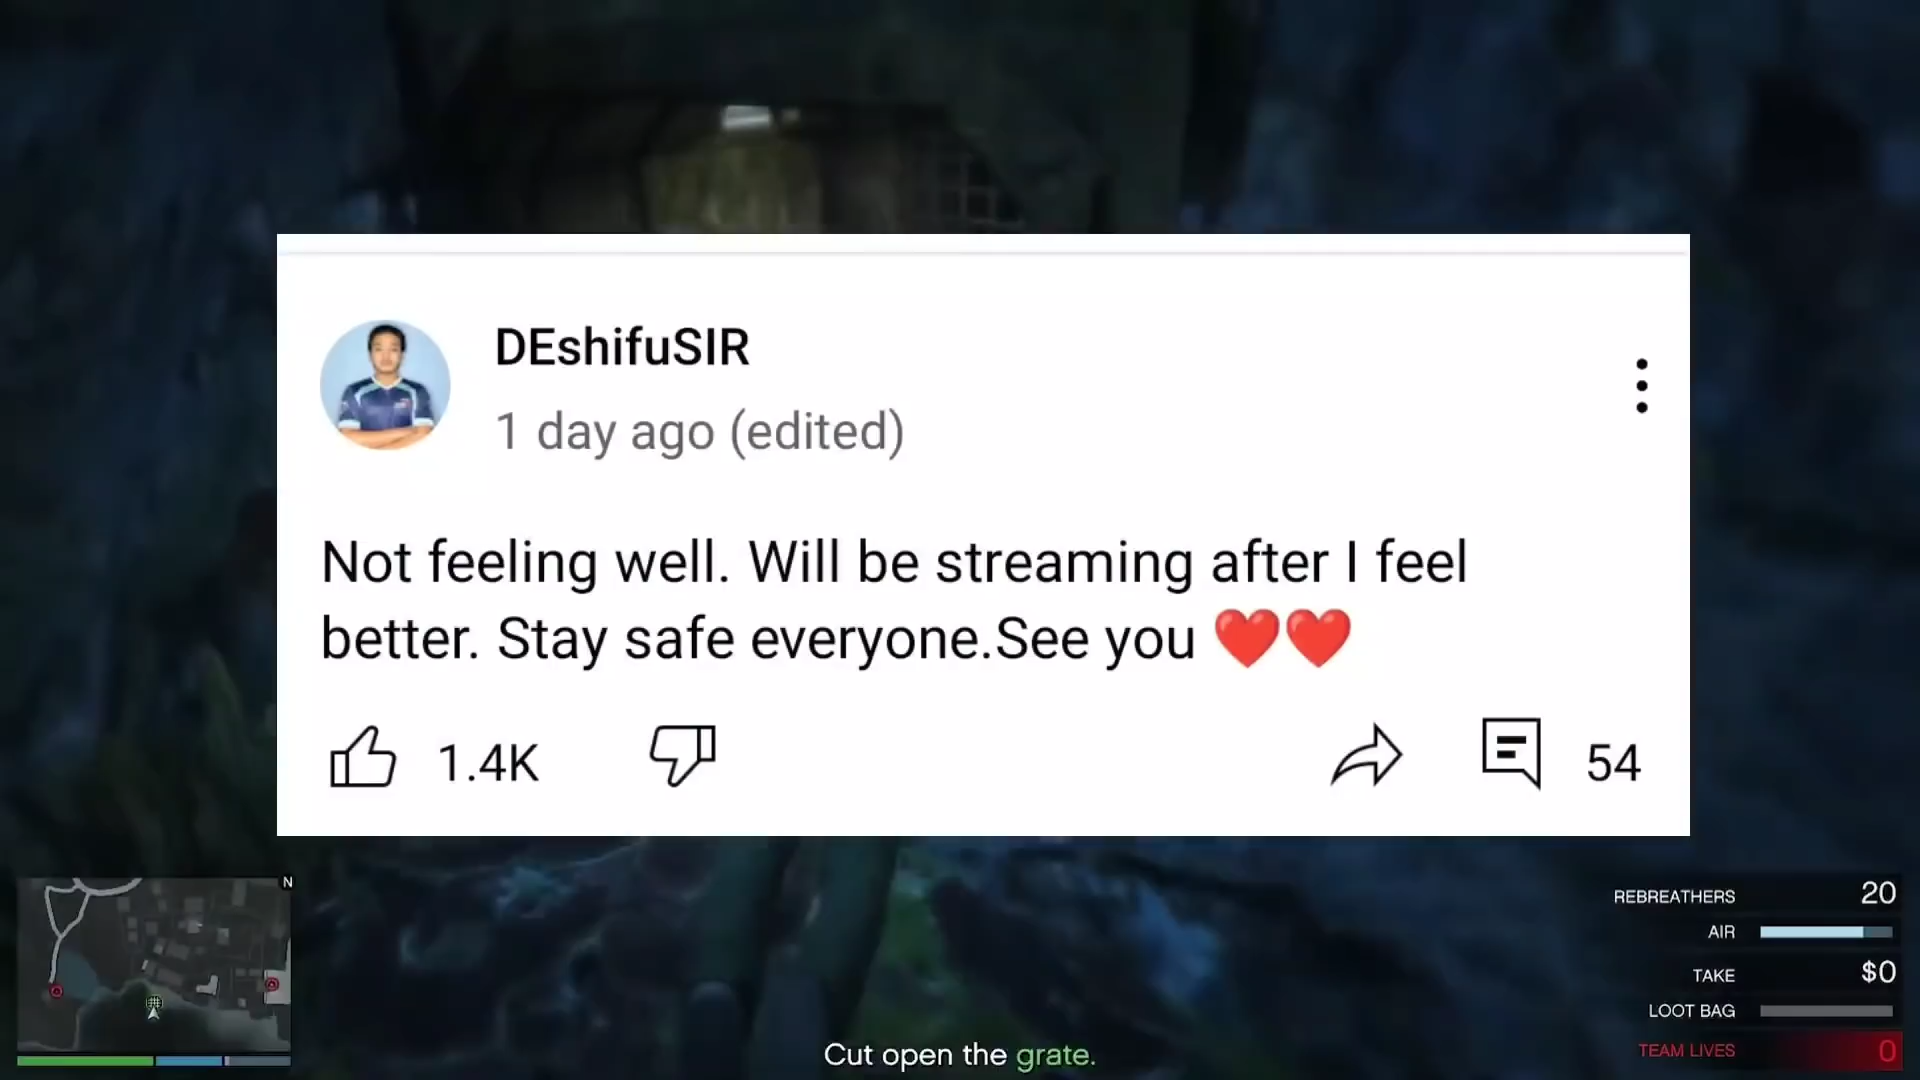 DEshifuSIR
1 day ago (edited)
Not feeling well. Will be streaming after I feel
better. Stay safe everyone.See you ❤️❤️
1.4K
54
N
REBREATHERS 20
AIR
TAKE $0
LOOT BAG
TEAM LIVES 0
Cut open the grate.